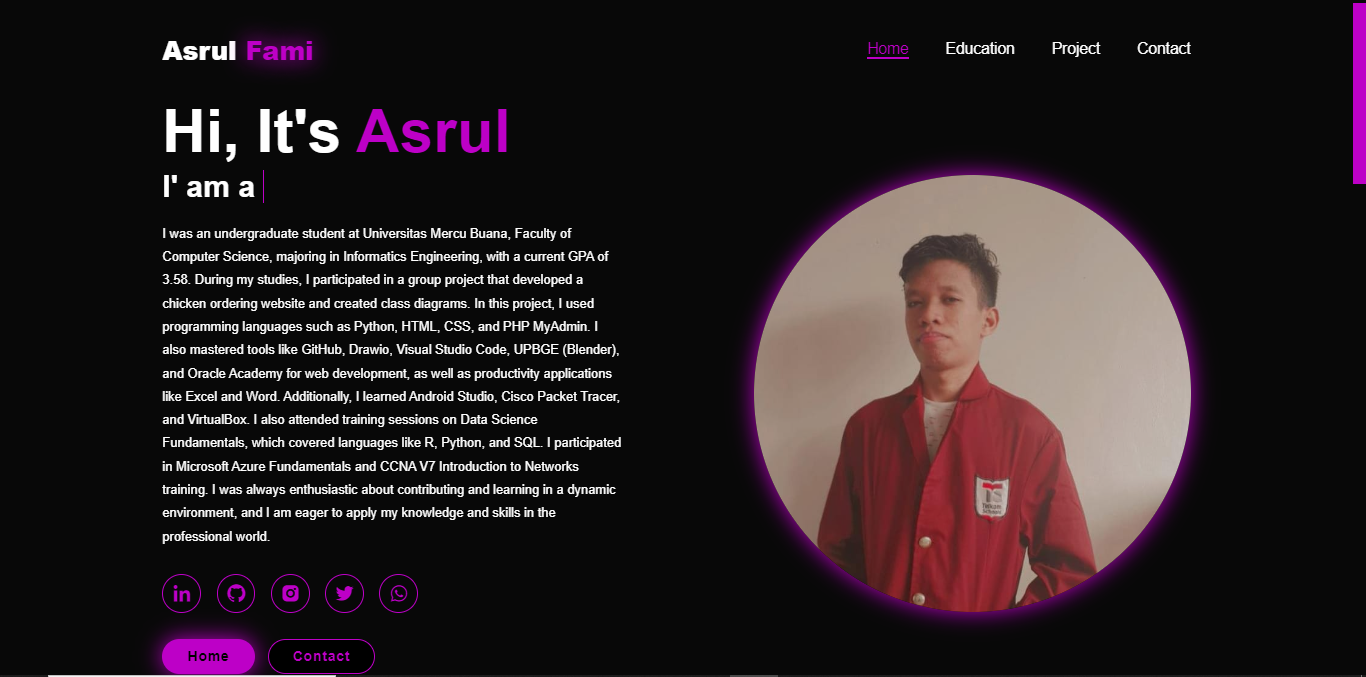 Asrul Fami
Home Education Project Contact
Hi, It's Asrul
I' am a
I was an undergraduate student at Universitas Mercu Buana, Faculty of
Computer Science, majoring in Informatics Engineering, with a current GPA of
3.58. During my studies, I participated in a group project that developed a
chicken ordering website and created class diagrams. In this project, I used
programming languages such as Python, HTML, CSS, and PHP MyAdmin. I
also mastered tools like GitHub, Drawio, Visual Studio Code, UPBGE (Blender),
and Oracle Academy for web development, as well as productivity applications
like Excel and Word. Additionally, I learned Android Studio, Cisco Packet Tracer,
and VirtualBox. I also attended training sessions on Data Science
Fundamentals, which covered languages like R, Python, and SQL. I participated
in Microsoft Azure Fundamentals and CCNA V7 Introduction to Networks
training. I was always enthusiastic about contributing and learning in a dynamic
environment, and I am eager to apply my knowledge and skills in the
professional world.
in
Home Contact